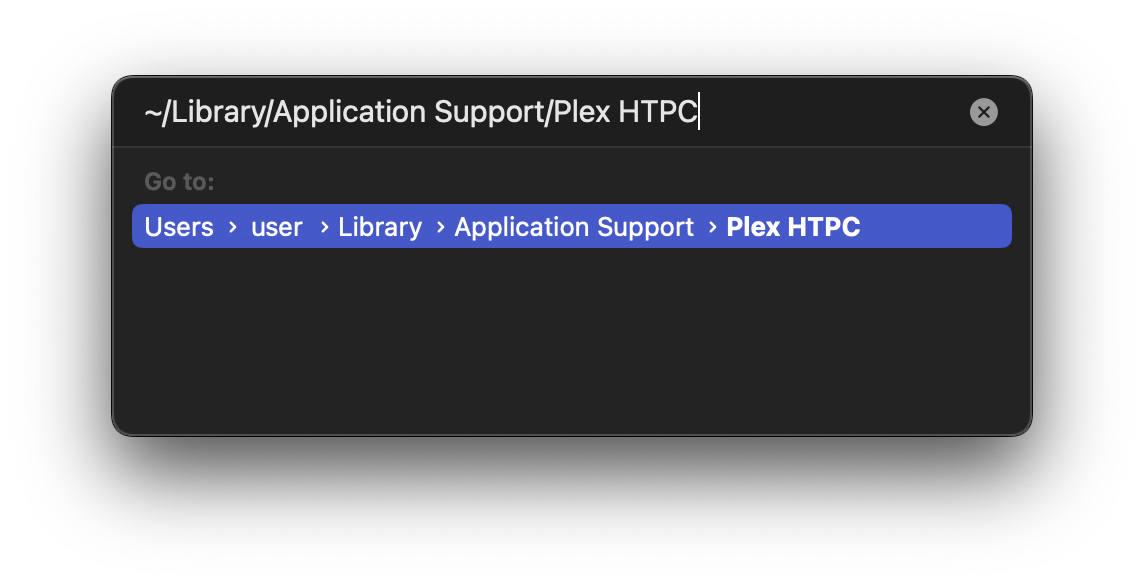 ~/Library/Application Support/Plex HTPC
Go to:
Users › user › Library › Application Support › Plex HTPC